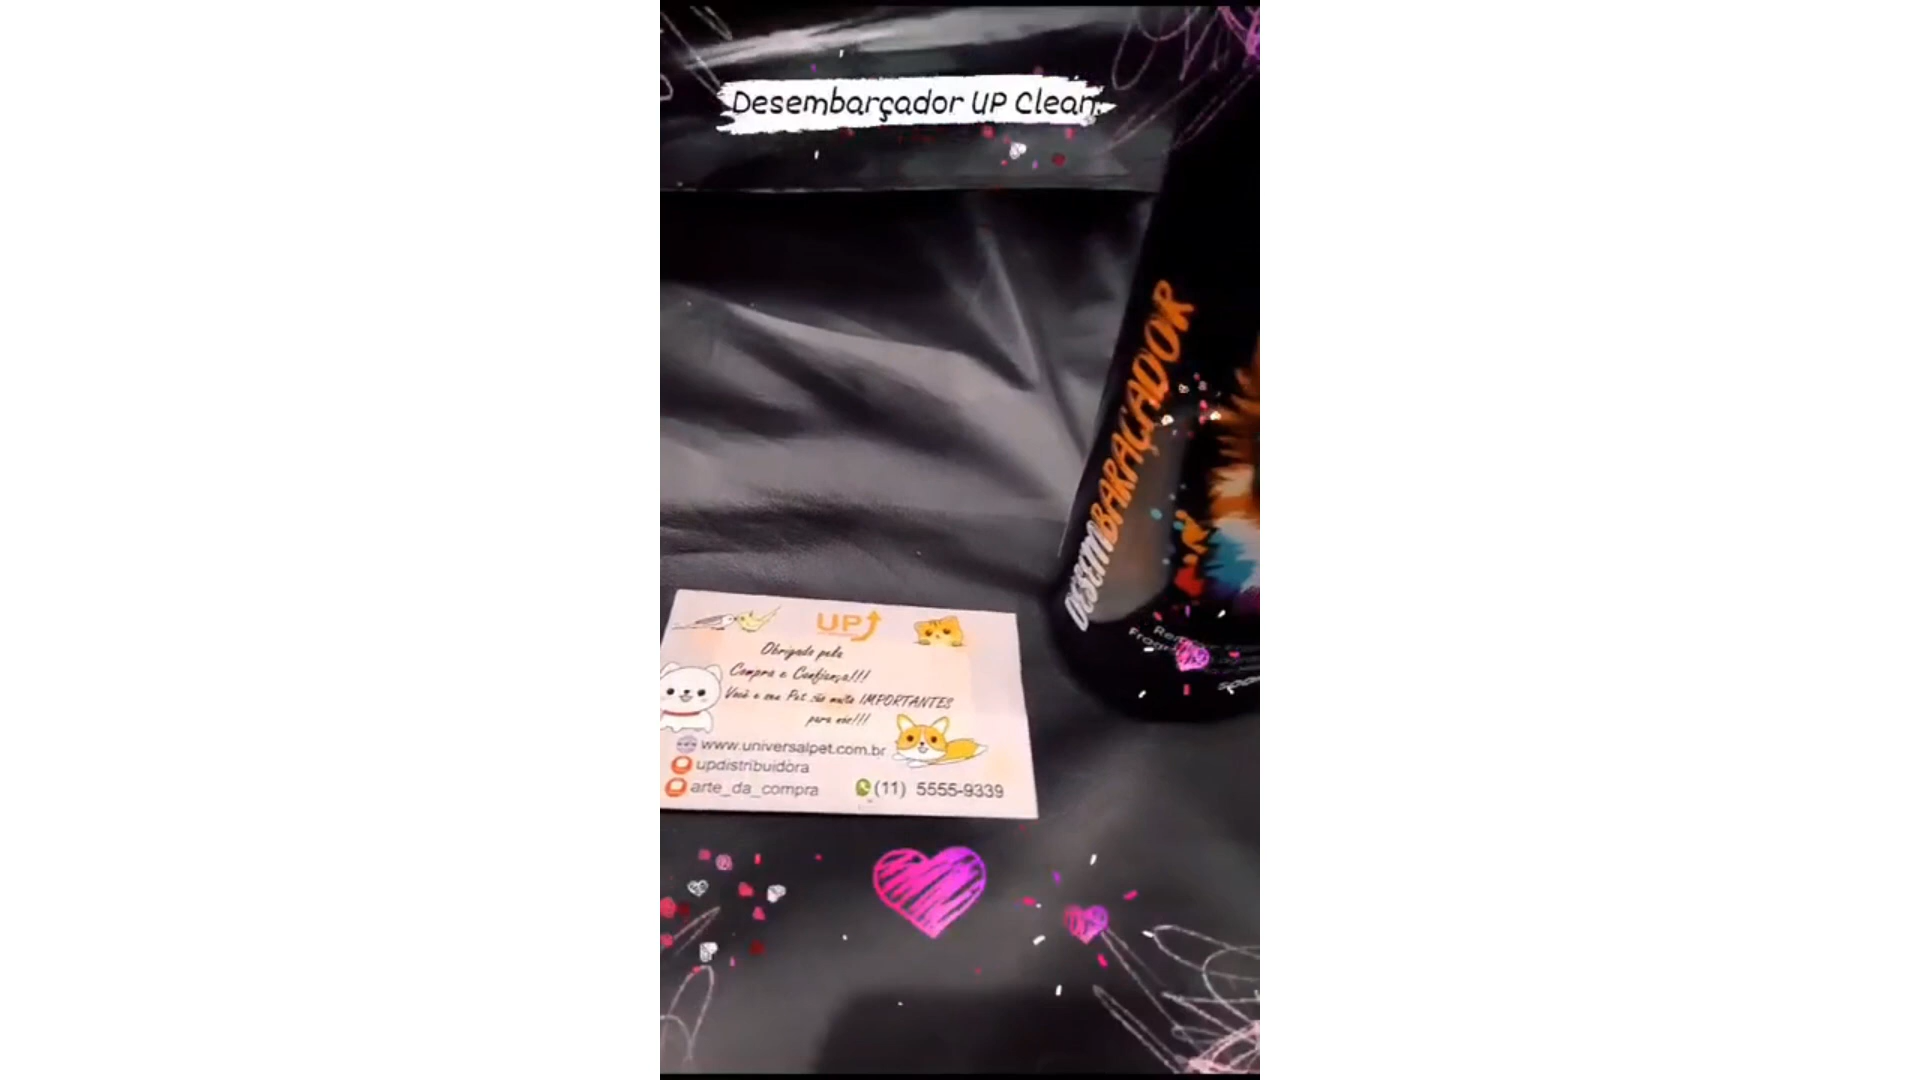 Desembarçador UP Clean.
DESEMBARAÇADOR
UP
Obrigado pela
Compra e Confiança!!!
Você e seu Pet são muito IMPORTANTES
para nós!!!
www.universalpet.com.br
updistribuidora
arte_da_compra
(11) 5555-9339